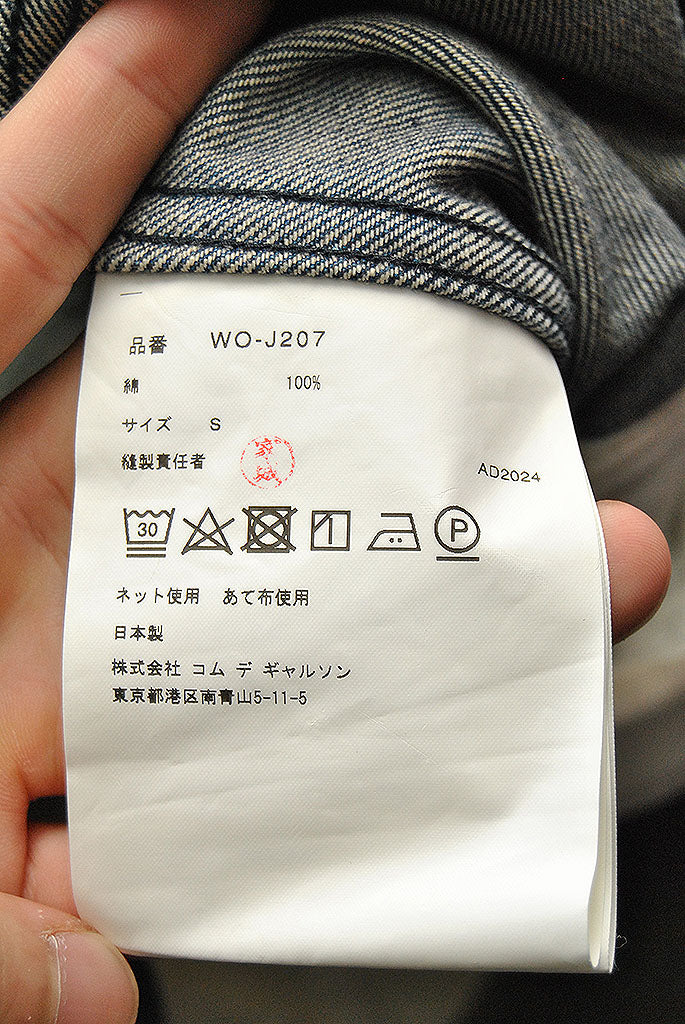 品番 WO-J207
綿 100%
サイズ S
縫製責任者
AD2024
30
P
ネット使用 あて布使用
日本製
株式会社 コム デ ギャルソン
東京都港区南青山5-11-5